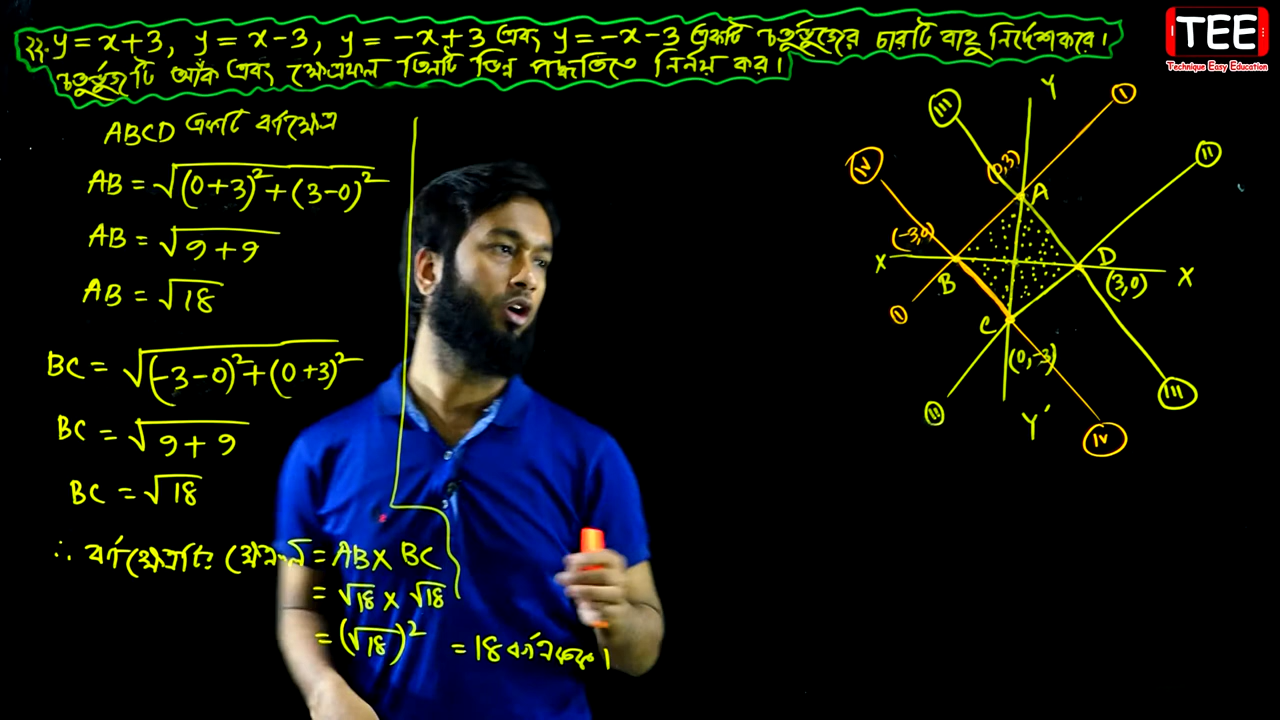 ২২. y = x+3, y = x-3, y = -x+3 এবং y = -x-3 একটি চতুর্ভুজের চারটি বাহু নির্দেশ করে।
চতুর্ভুজটি আঁক এবং ক্ষেত্রফল তিনটি ভিন্ন পদ্ধতিতে নির্ণয় কর।
TEE
Technique Easy Education
ABCD একটি বর্গক্ষেত্র
AB = √(0+3)²+(3-0)²
AB = √9+9
AB = √18
BC = √(-3-0)²+(0+3)²
BC = √9+9
BC = √18
∴ বর্গক্ষেত্রটির ক্ষেত্রফল = AB X BC
= √18 x √18
= (√18)² = 18 বর্গ একক।
Y
I
III
II
IV
(0,3)
A
(-3,0)
X
B
D
X
(3,0)
I
C
(0,-3)
III
II
Y'
IV